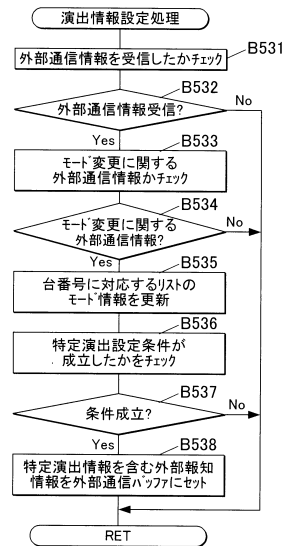 演出情報設定処理
B531
外部通信情報を受信したかチェック
B532
外部通信情報受信?
No
Yes
B533
モード変更に関する
外部通信情報かチェック
B534
モード変更に関する
外部通信情報?
No
Yes
B535
台番号に対応するリストの
モード情報を更新
B536
特定演出設定条件が
成立したかをチェック
B537
条件成立?
No
Yes
B538
特定演出情報を含む外部報知
情報を外部通信バッファにセット
RET